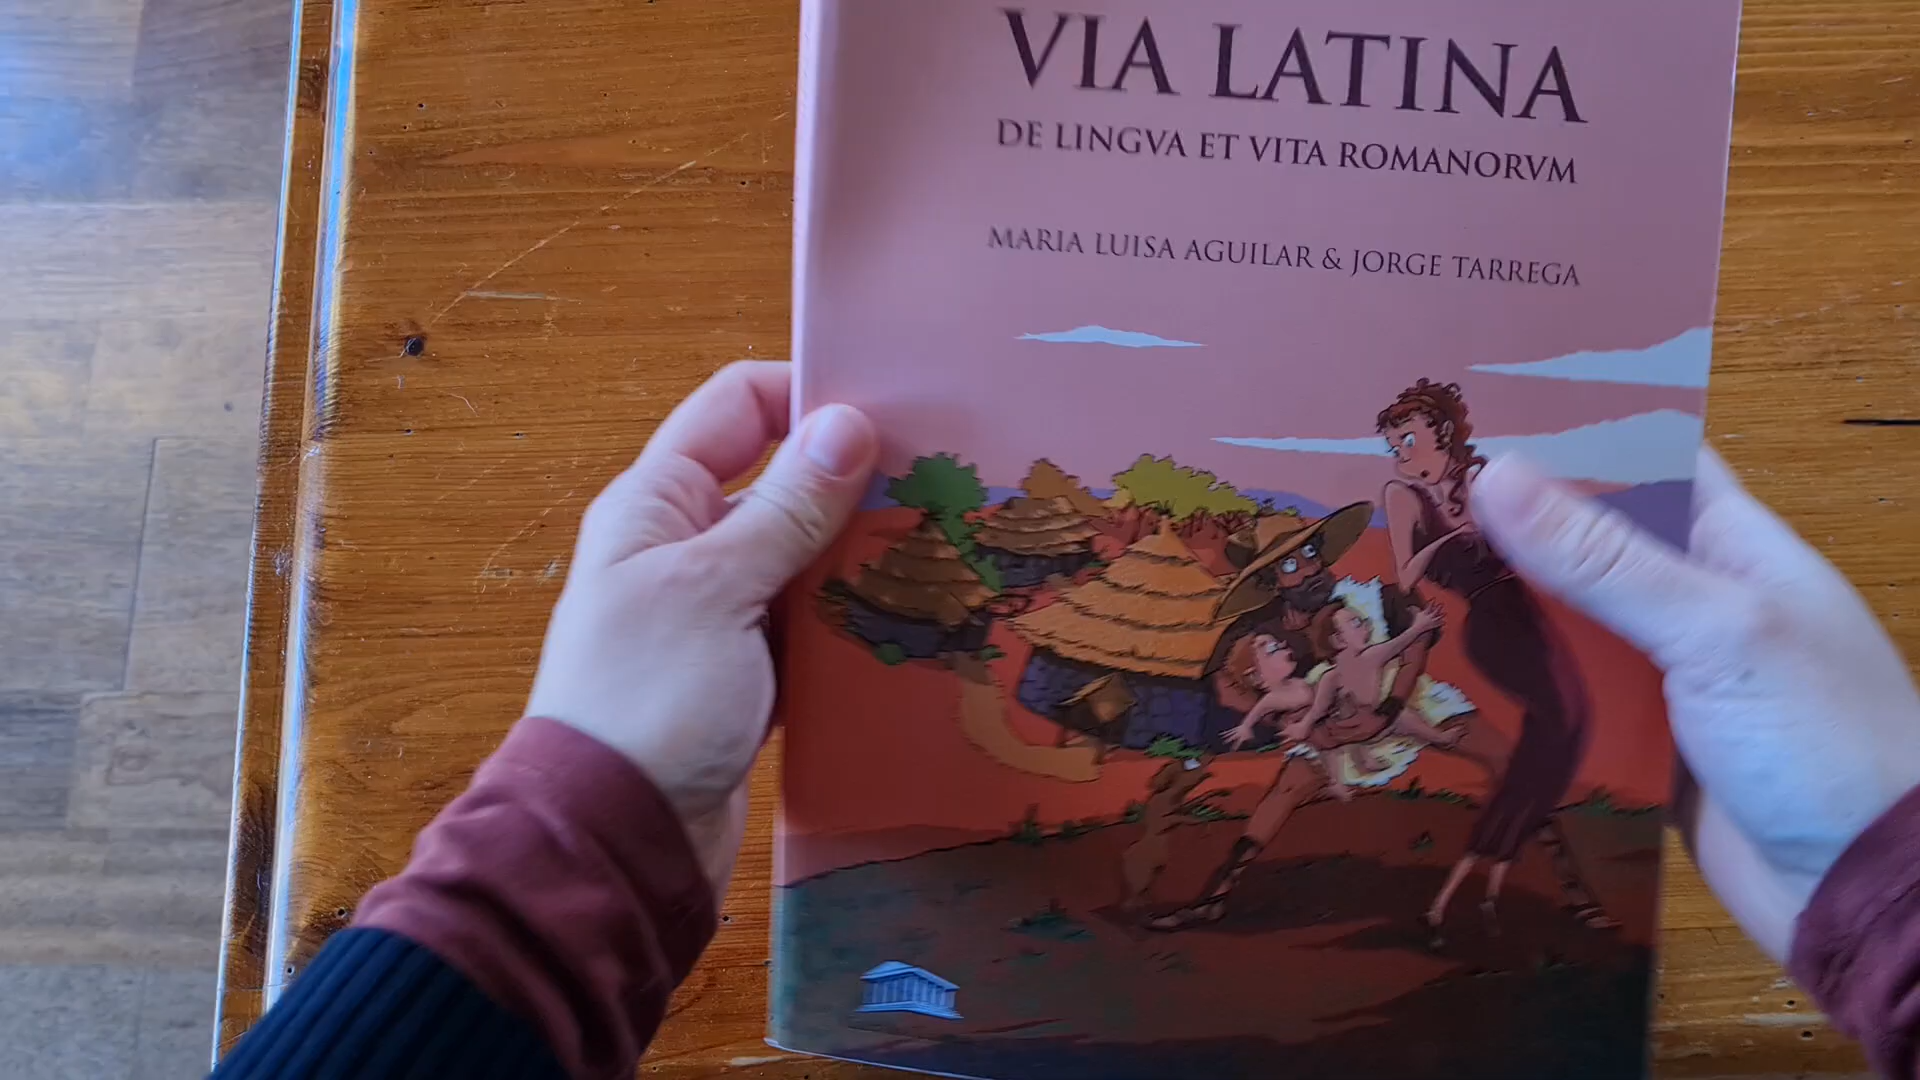 VIA LATINA
DE LINGVA ET VITA ROMANORVM
MARIA LUISA AGUILAR & JORGE TARREGA